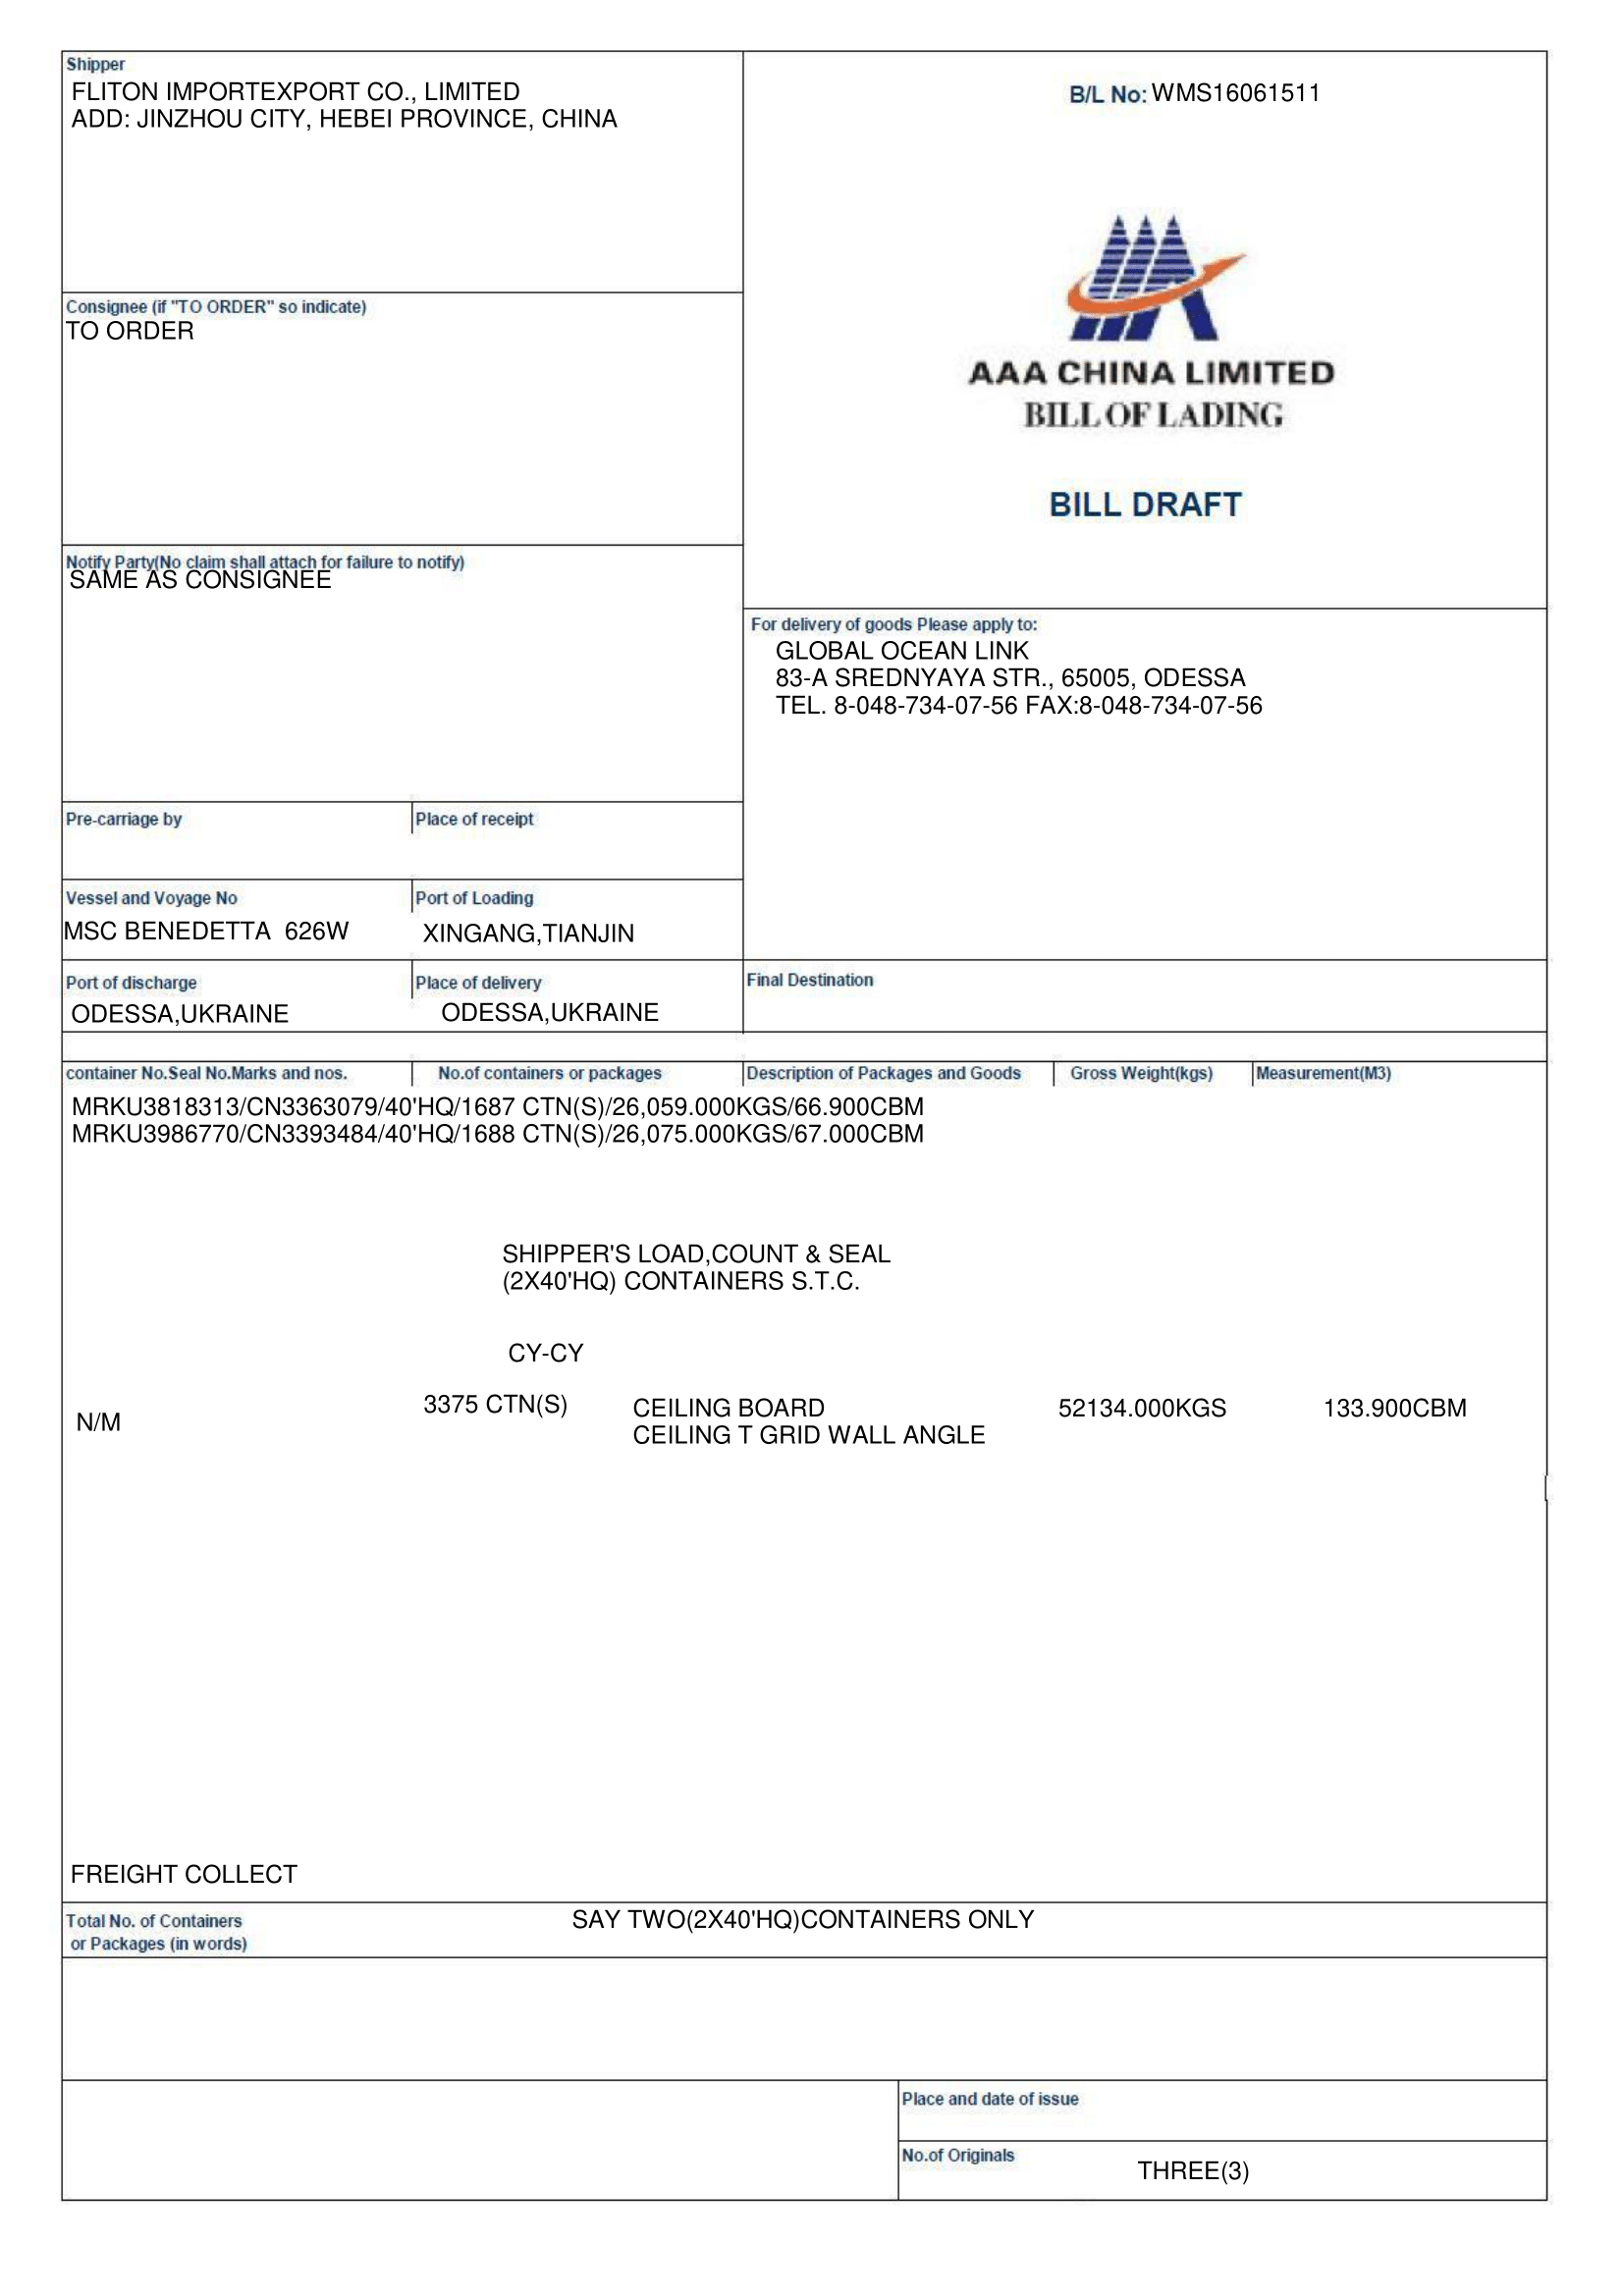 Shipper
FLITON IMPORTEXPORT CO., LIMITED
ADD: JINZHOU CITY, HEBEI PROVINCE, CHINA
B/L No: WMS16061511
AAA CHINA LIMITED
BILL OF LADING
BILL DRAFT
Consignee (if "TO ORDER" so indicate)
TO ORDER
Notify Party(No claim shall attach for failure to notify)
SAME AS CONSIGNEE
For delivery of goods Please apply to:
GLOBAL OCEAN LINK
83-A SREDNYAYA STR., 65005, ODESSA
TEL. 8-048-734-07-56 FAX:8-048-734-07-56
Pre-carriage by
Place of receipt
Vessel and Voyage No
MSC BENEDETTA 626W
Port of Loading
XINGANG,TIANJIN
Port of discharge
ODESSA,UKRAINE
Place of delivery
ODESSA,UKRAINE
Final Destination
container No.Seal No.Marks and nos. No.of containers or packages Description of Packages and Goods Gross Weight(kgs) Measurement(M3)
MRKU3818313/CN3363079/40'HQ/1687 CTN(S)/26,059.000KGS/66.900CBM
MRKU3986770/CN3393484/40'HQ/1688 CTN(S)/26,075.000KGS/67.000CBM
SHIPPER'S LOAD,COUNT & SEAL
(2X40'HQ) CONTAINERS S.T.C.
CY-CY
N/M 3375 CTN(S) CEILING BOARD 52134.000KGS 133.900CBM
CEILING T GRID WALL ANGLE
FREIGHT COLLECT
Total No. of Containers
or Packages (in words)
SAY TWO(2X40'HQ)CONTAINERS ONLY
Place and date of issue
No.of Originals
THREE(3)